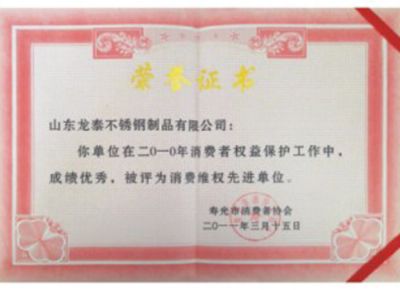 荣誉证书
山东龙泰不锈钢制品有限公司：
你单位在二〇一〇年消费者权益保护工作中，
成绩优秀，被评为消费维权先进单位。
寿光市消费者协会
二〇一一年三月十五日